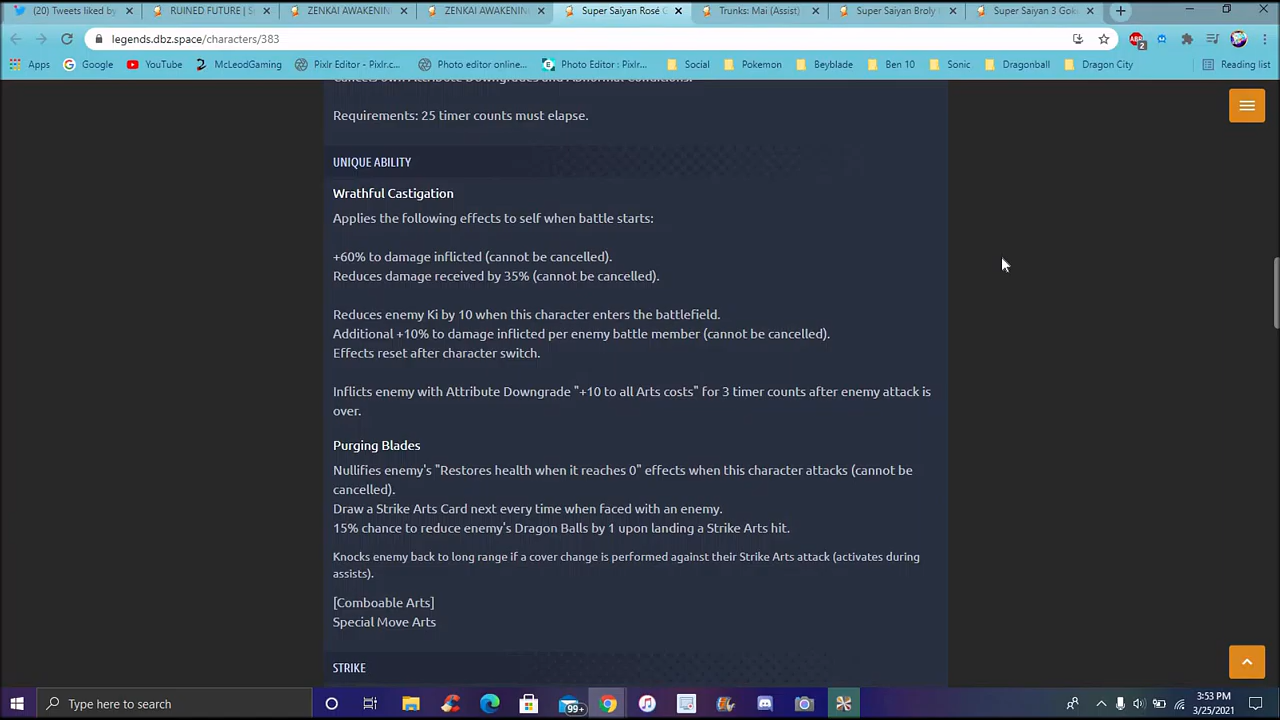 (20) Tweets liked by
RUINED FUTURE | S
ZENKAI AWAKENIN
ZENKAI AWAKENIN
Super Saiyan Rosé G
Trunks: Mai (Assist)
Super Saiyan Broly
Super Saiyan 3 Gok
legends.dbz.space/characters/383
ABP
2
Apps
Google
YouTube
McLeodGaming
Pixlr Editor - Pixlr.c...
Photo editor online...
Photo Editor : Pixlr...
Social
Pokemon
Beyblade
Ben 10
Sonic
Dragonball
Dragon City
Reading list
Cancels own Attribute Downgrades and Abnormal Conditions.
Requirements: 25 timer counts must elapse.
UNIQUE ABILITY
Wrathful Castigation
Applies the following effects to self when battle starts:
+60% to damage inflicted (cannot be cancelled).
Reduces damage received by 35% (cannot be cancelled).
Reduces enemy Ki by 10 when this character enters the battlefield.
Additional +10% to damage inflicted per enemy battle member (cannot be cancelled).
Effects reset after character switch.
Inflicts enemy with Attribute Downgrade "+10 to all Arts costs" for 3 timer counts after enemy attack is
over.
Purging Blades
Nullifies enemy's "Restores health when it reaches 0" effects when this character attacks (cannot be
cancelled).
Draw a Strike Arts Card next every time when faced with an enemy.
15% chance to reduce enemy's Dragon Balls by 1 upon landing a Strike Arts hit.
Knocks enemy back to long range if a cover change is performed against their Strike Arts attack (activates during
assists).
[Comboable Arts]
Special Move Arts
STRIKE
Type here to search
99+
3:53 PM
3/25/2021